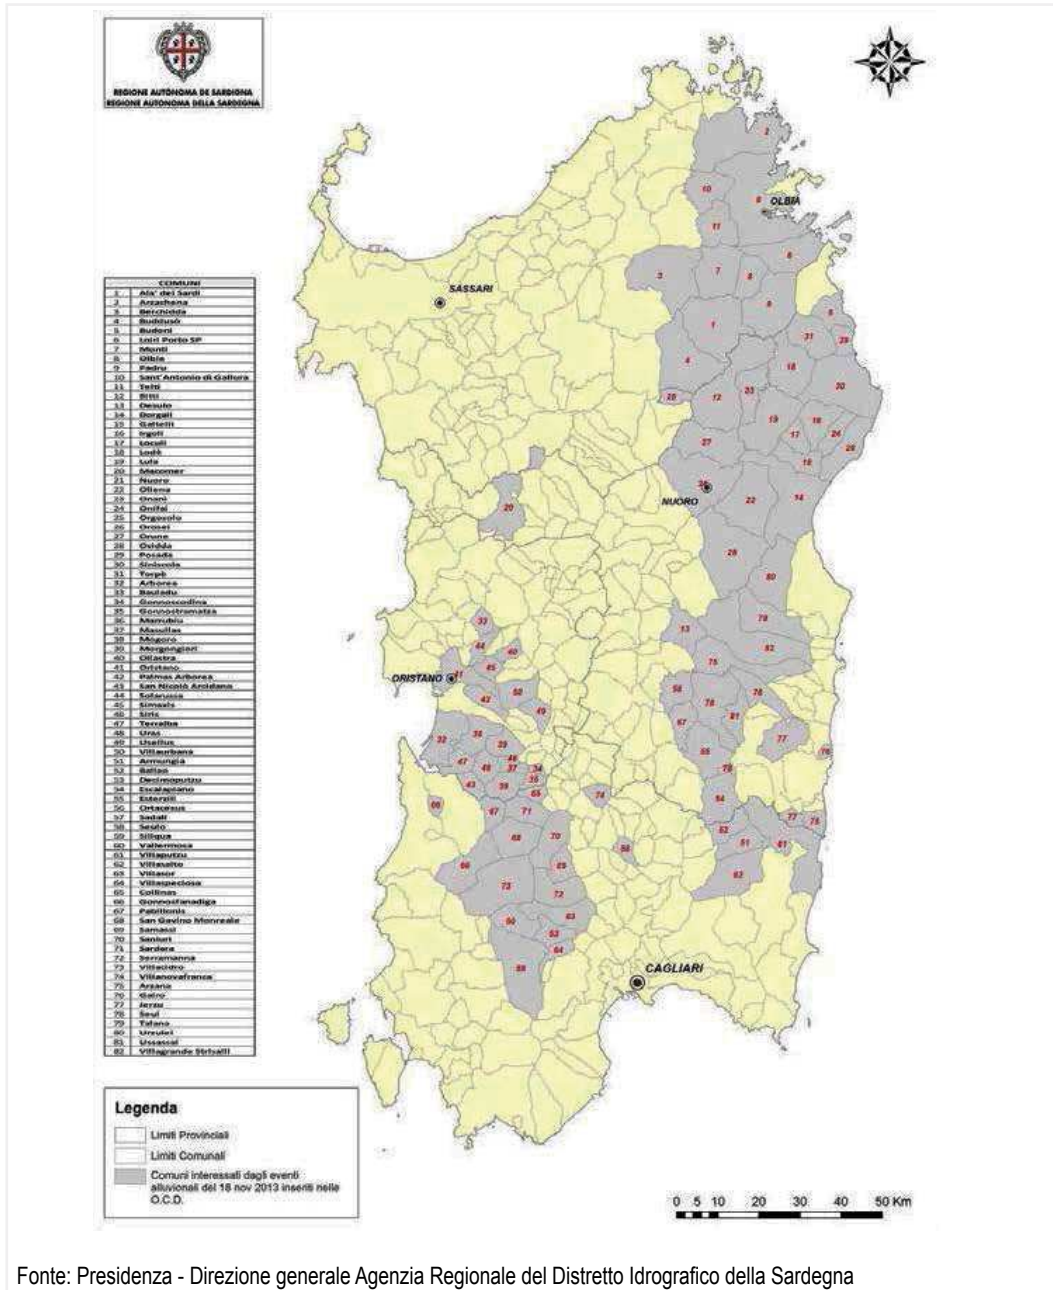 REGIONE AUTÒNOMA DE SARDIGNA
REGIONE AUTONOMA DELLA SARDEGNA
COMUNI
1 Ala' dei Sardi
2 Arzachena
3 Berchidda
4 Buddusò
5 Budoni
6 Loiri Porto SP
7 Monti
8 Olbia
9 Padru
10 Sant'Antonio di Gallura
11 Telti
12 Bitti
13 Desulo
14 Dorgali
15 Galtellì
16 Irgoli
17 Loculi
18 Lodè
19 Lula
20 Macomer
21 Nuoro
22 Oliena
23 Onanì
24 Onifai
25 Orgosolo
26 Orosei
27 Orune
28 Osidda
29 Posada
30 Siniscola
31 Torpè
32 Arborea
33 Bauladu
34 Gonnoscodina
35 Gonnostramatza
36 Marrubiu
37 Masullas
38 Mogoro
39 Morgongiori
40 Ollastra
41 Oristano
42 Palmas Arborea
43 San Nicolò Arcidano
44 Solarussa
45 Simaxis
46 Siris
47 Terralba
48 Uras
49 Usellus
50 Villaurbana
51 Armungia
52 Ballao
53 Decimoputzu
54 Escalaplano
55 Esterzili
56 Ortacesus
57 Sadali
58 Seulo
59 Siliqua
60 Vallermosa
61 Villaputzu
62 Villasalto
63 Villasor
64 Villaspeciosa
65 Collinas
66 Gonnosfanadiga
67 Pabillonis
68 San Gavino Monreale
69 Samassi
70 Sanluri
71 Sardara
72 Serramanna
73 Villacidro
74 Villanovafranca
75 Arzana
76 Gairo
77 Jerzu
78 Seui
79 Talana
80 Urzulei
81 Ussassai
82 Villagrande Strisaili
OLBIA
SASSARI
NUORO
ORISTANO
CAGLIARI
Legenda
Limiti Provinciali
Limiti Comunali
Comuni interessati dagli eventi
alluvionali del 18 nov 2013 inseriti nelle
O.C.D.
0 5 10 20 30 40 50 Km
Fonte: Presidenza - Direzione generale Agenzia Regionale del Distretto Idrografico della Sardegna